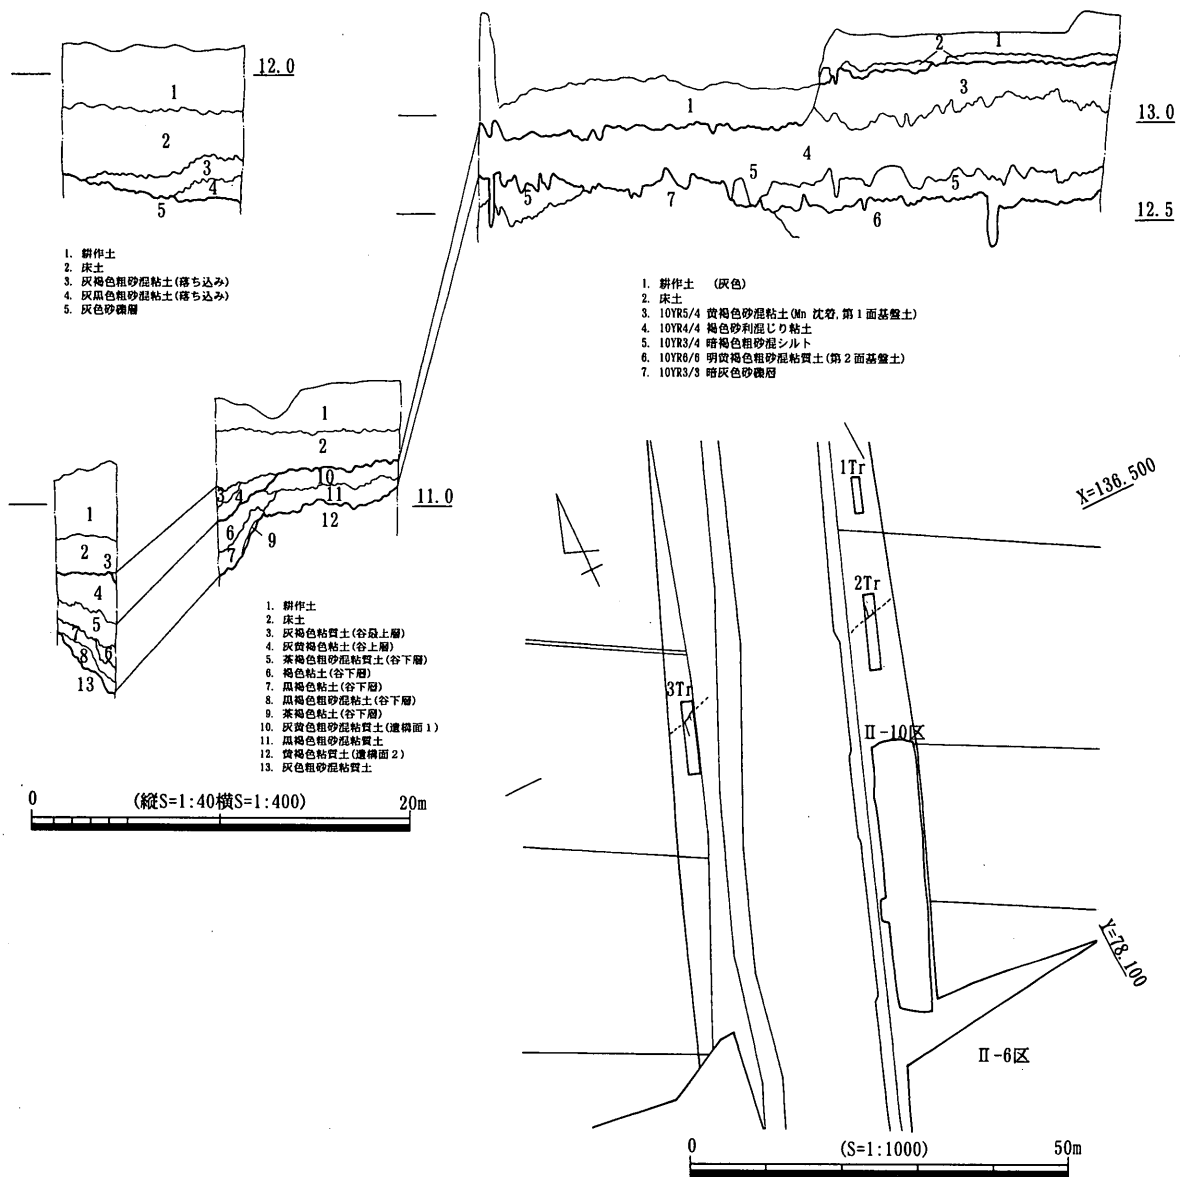 12.0
1
2
3
4
5
1. 耕作土
2. 床土
3. 灰褐色粗砂混粘土(落ち込み)
4. 灰黒色粗砂混粘土(落ち込み)
5. 灰色砂礫層
2
1
3
1
13.0
4
5
5
5
7
6
12.5
1. 耕作土 (灰色)
2. 床土
3. 10YR5/4 黄褐色砂混粘土(Mn 沈着,第1面基盤土)
4. 10YR4/4 褐色砂利混じり粘土
5. 10YR3/4 暗褐色粗砂混シルト
6. 10YR6/6 明黄褐色粗砂混粘質土(第2面基盤土)
7. 10YR3/3 暗灰色砂礫層
1
2
3
4
10
11
12
6
7
9
11.0
1
2
3
4
5
6
7
8
13
1. 耕作土
2. 床土
3. 灰褐色粘質土(谷最上層)
4. 灰黄褐色粘土(谷上層)
5. 茶褐色粗砂混粘質土(谷下層)
6. 褐色粘土(谷下層)
7. 黒褐色粘土(谷下層)
8. 黒褐色粗砂混粘土(谷下層)
9. 茶褐色粘土(谷下層)
10. 灰黄色粗砂混粘質土(遺構面1)
11. 黒褐色粗砂混粘質土
12. 黄褐色粘質土(遺構面2)
13. 灰色粗砂混粘質土
0 (縦S=1:40横S=1:400) 20m
1Tr
X=136.500
2Tr
3Tr
Ⅱ-10区
Y=78.100
Ⅱ-6区
0 (S=1:1000) 50m